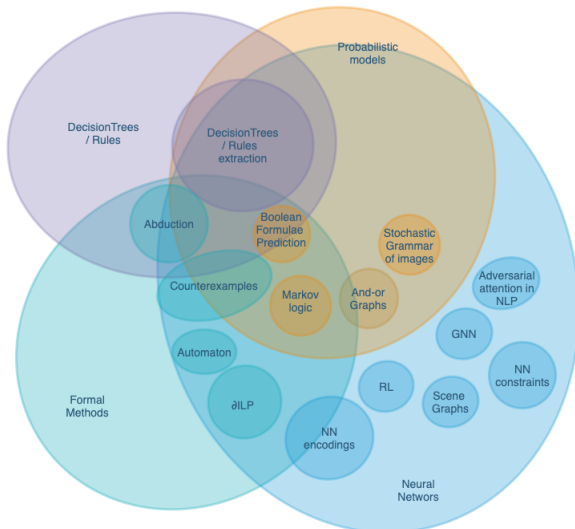 Probabilistic
models
DecisionTrees
/ Rules
DecisionTrees
/ Rules
extraction
Abduction
Boolean
Formulae
Prediction
Stochastic
Grammar
of images
Counterexamples
Markov
logic
And-or
Graphs
Adversarial
attention in
NLP
GNN
Automaton
NN
constraints
RL
Scene
Graphs
Formal
Methods
∂ILP
NN
encodings
Neural
Networs